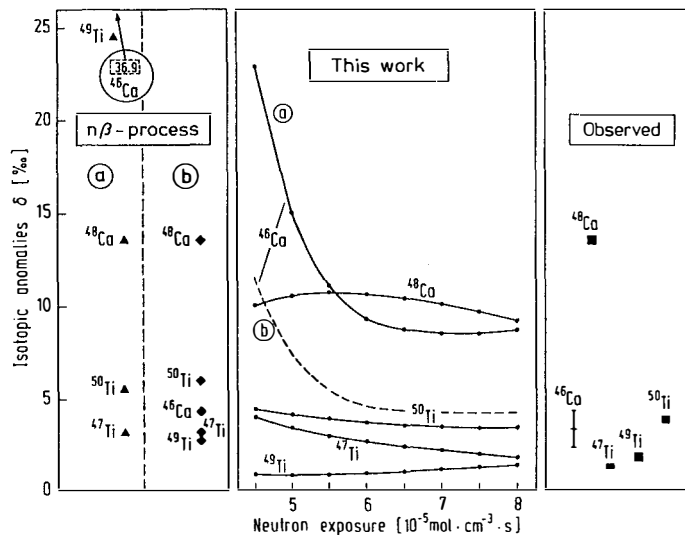 Isotopic anomalies δ [‰]
25
20
15
10
5
0
⁴⁹Ti
36.9
⁴⁶Ca
nβ-process
a
b
⁴⁸Ca
⁴⁸Ca
⁵⁰Ti
⁵⁰Ti
⁴⁶Ca
⁴⁷Ti
⁴⁷Ti
⁴⁹Ti
This work
a
⁴⁶Ca
⁴⁸Ca
b
⁵⁰Ti
⁴⁷Ti
⁴⁹Ti
5
6
7
8
Neutron exposure [10⁻⁵mol·cm⁻³·s]
Observed
⁴⁸Ca
⁴⁶Ca
⁵⁰Ti
⁴⁹Ti
⁴⁷Ti